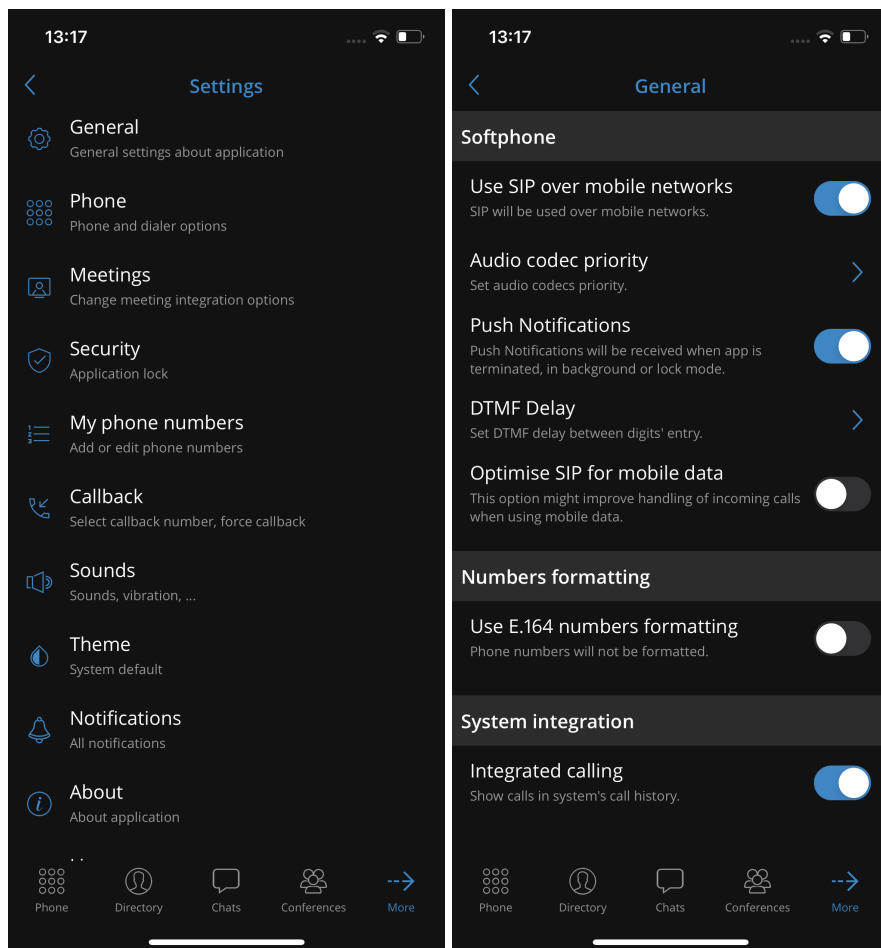 13:17
Settings
General
General settings about application
Phone
Phone and dialer options
Meetings
Change meeting integration options
Security
Application lock
My phone numbers
Add or edit phone numbers
Callback
Select callback number, force callback
Sounds
Sounds, vibration, ...
Theme
System default
Notifications
All notifications
About
About application
Phone
Directory
Chats
Conferences
More
13:17
General
Softphone
Use SIP over mobile networks
SIP will be used over mobile networks.
Audio codec priority
Set audio codecs priority.
Push Notifications
Push Notifications will be received when app is
terminated, in background or lock mode.
DTMF Delay
Set DTMF delay between digits' entry.
Optimise SIP for mobile data
This option might improve handling of incoming calls
when using mobile data.
Numbers formatting
Use E.164 numbers formatting
Phone numbers will not be formatted.
System integration
Integrated calling
Show calls in system's call history.
Phone
Directory
Chats
Conferences
More